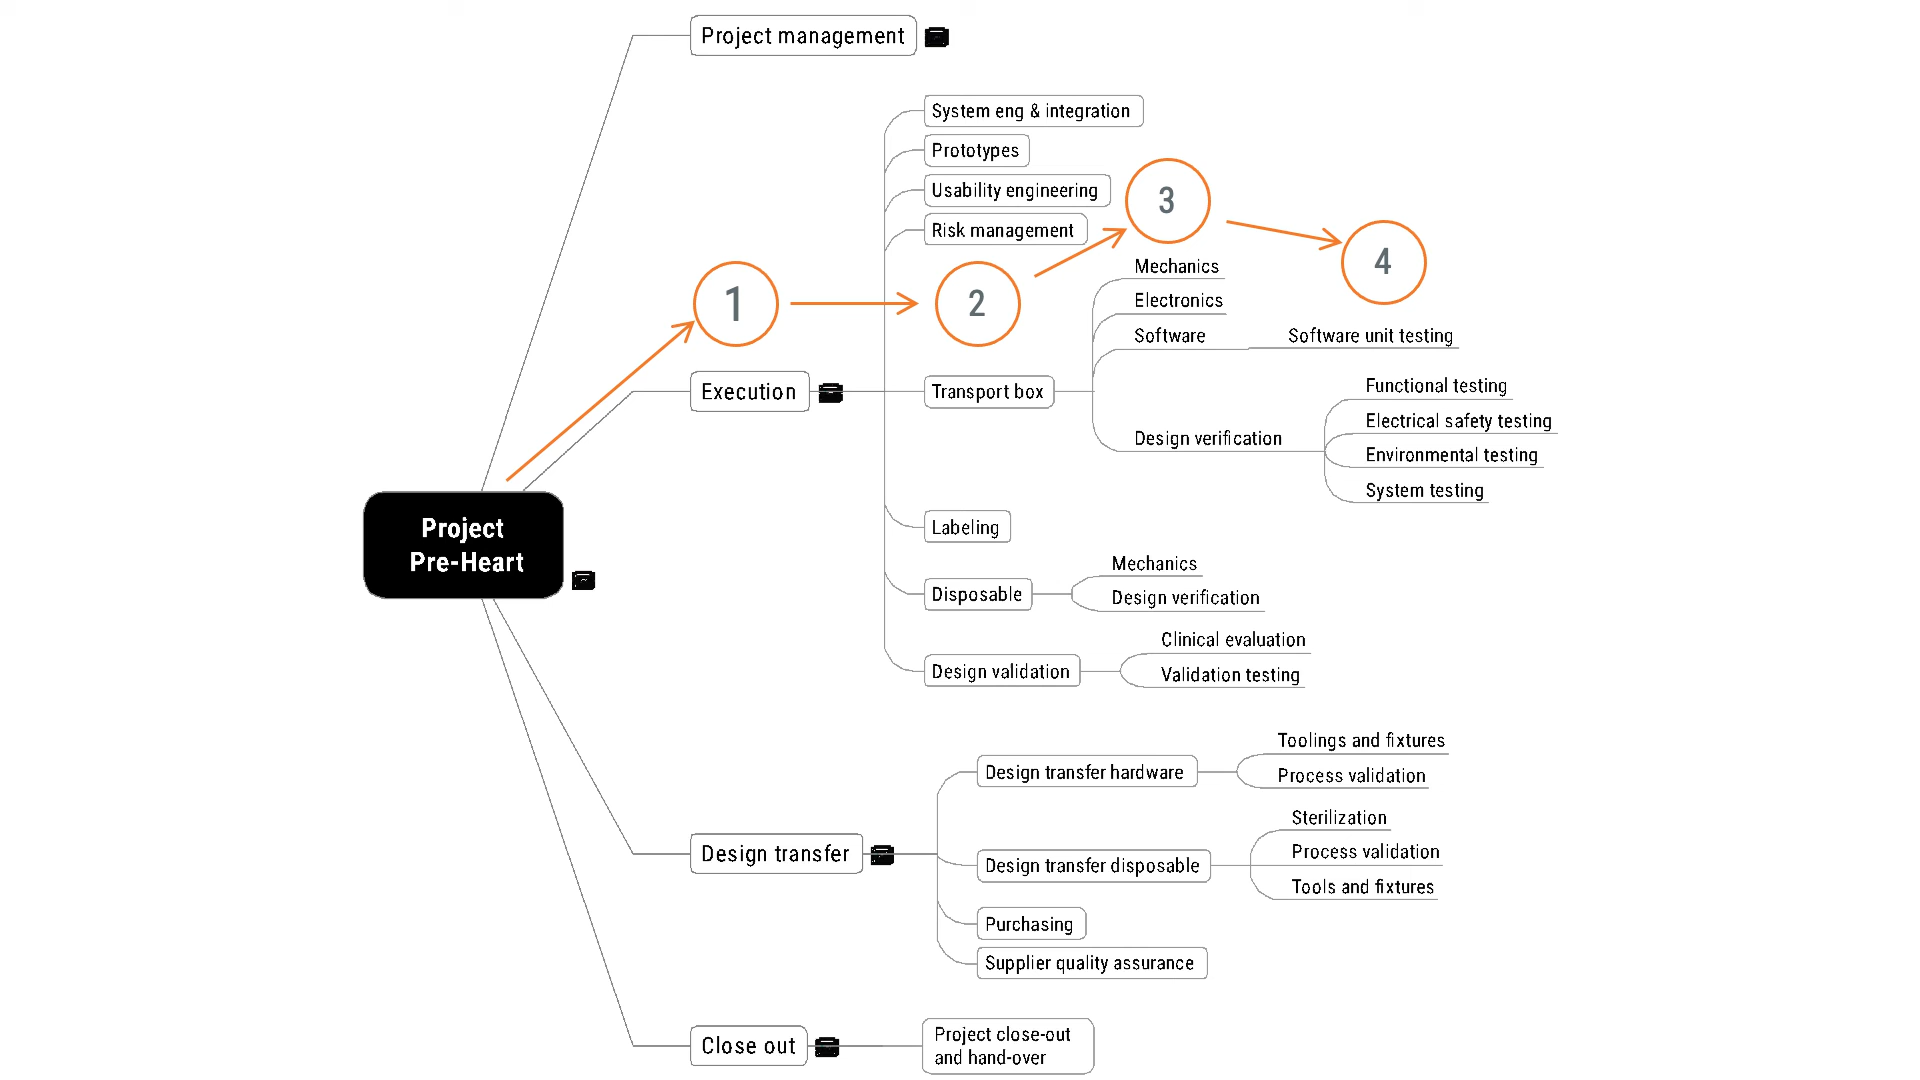 Project management
System eng & integration
Prototypes
Usability engineering
Risk management
1
2
3
4
Mechanics
Electronics
Software
Software unit testing
Execution
Transport box
Functional testing
Electrical safety testing
Design verification
Environmental testing
System testing
Project
Pre-Heart
Labeling
Mechanics
Disposable
Design verification
Clinical evaluation
Design validation
Validation testing
Toolings and fixtures
Design transfer hardware
Process validation
Sterilization
Design transfer
Design transfer disposable
Process validation
Tools and fixtures
Purchasing
Supplier quality assurance
Close out
Project close-out
and hand-over